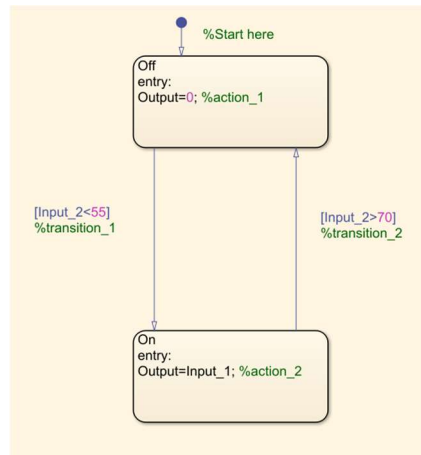 %Start here
Off
entry:
Output=0; %action_1
[Input_2<55]
%transition_1
[Input_2>70]
%transition_2
On
entry:
Output=Input_1; %action_2